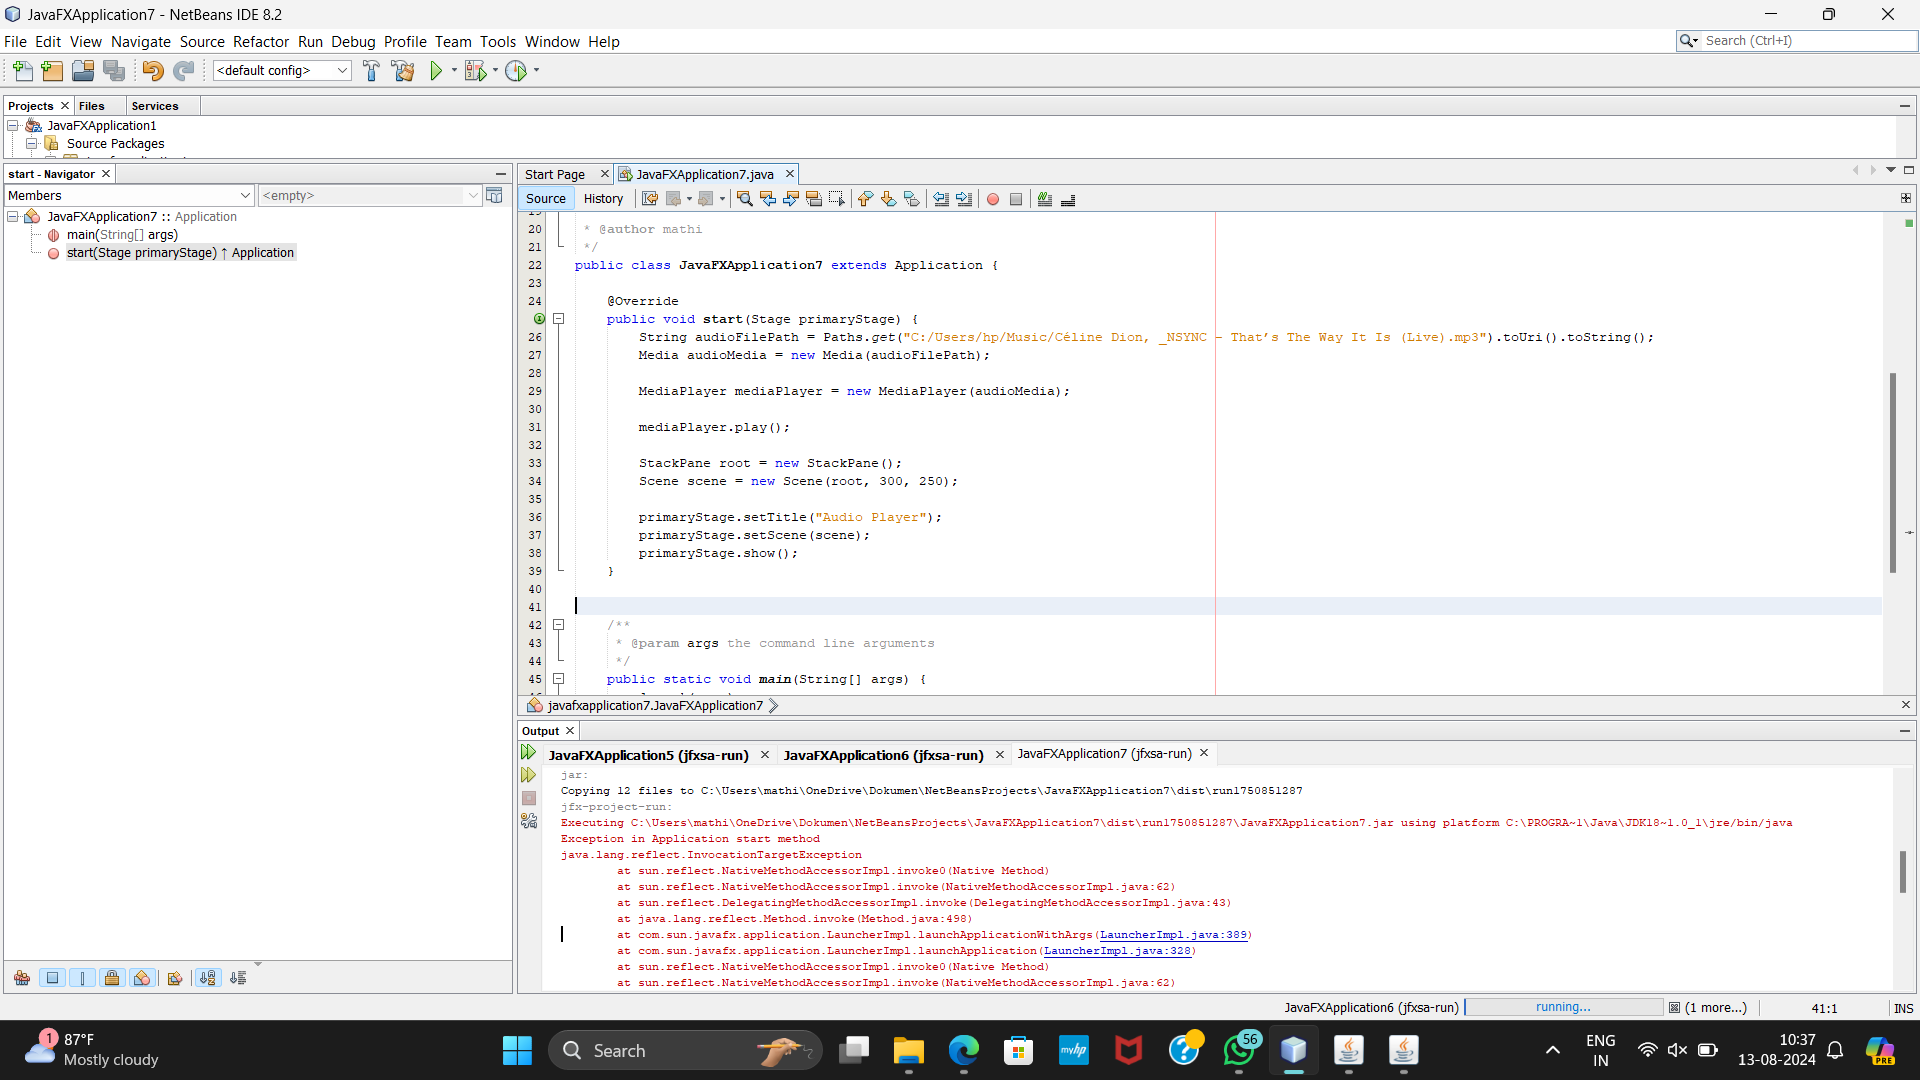 JavaFXApplication7 - NetBeans IDE 8.2
File Edit View Navigate Source Refactor Run Debug Profile Team Tools Window Help
Search (Ctrl+I)
<default config>
Projects Files Services
JavaFXApplication1
Source Packages
start - Navigator
Members <empty>
JavaFXApplication7 :: Application
main(String[] args)
start(Stage primaryStage) ↑ Application
Start Page JavaFXApplication7.java
Source History
20 * @author mathi
21 */
22 public class JavaFXApplication7 extends Application {
23
24 @Override
public void start(Stage primaryStage) {
26 String audioFilePath = Paths.get("C:/Users/hp/Music/Céline Dion, _NSYNC - That’s The Way It Is (Live).mp3").toUri().toString();
27 Media audioMedia = new Media(audioFilePath);
28
29 MediaPlayer mediaPlayer = new MediaPlayer(audioMedia);
30
31 mediaPlayer.play();
32
33 StackPane root = new StackPane();
34 Scene scene = new Scene(root, 300, 250);
35
36 primaryStage.setTitle("Audio Player");
37 primaryStage.setScene(scene);
38 primaryStage.show();
39 }
40
41
42 /**
43 * @param args the command line arguments
44 */
45 public static void main(String[] args) {
javafxapplication7.JavaFXApplication7
Output
JavaFXApplication5 (jfxsa-run) JavaFXApplication6 (jfxsa-run) JavaFXApplication7 (jfxsa-run)
jar:
Copying 12 files to C:\Users\mathi\OneDrive\Dokumen\NetBeansProjects\JavaFXApplication7\dist\run1750851287
jfx-project-run:
Executing C:\Users\mathi\OneDrive\Dokumen\NetBeansProjects\JavaFXApplication7\dist\run1750851287\JavaFXApplication7.jar using platform C:\PROGRA~1\Java\JDK18~1.0_1\jre/bin/java
Exception in Application start method
java.lang.reflect.InvocationTargetException
at sun.reflect.NativeMethodAccessorImpl.invoke0(Native Method)
at sun.reflect.NativeMethodAccessorImpl.invoke(NativeMethodAccessorImpl.java:62)
at sun.reflect.DelegatingMethodAccessorImpl.invoke(DelegatingMethodAccessorImpl.java:43)
at java.lang.reflect.Method.invoke(Method.java:498)
at com.sun.javafx.application.LauncherImpl.launchApplicationWithArgs(LauncherImpl.java:389)
at com.sun.javafx.application.LauncherImpl.launchApplication(LauncherImpl.java:328)
at sun.reflect.NativeMethodAccessorImpl.invoke0(Native Method)
at sun.reflect.NativeMethodAccessorImpl.invoke(NativeMethodAccessorImpl.java:62)
JavaFXApplication6 (jfxsa-run) running... (1 more...) 41:1 INS
1
87°F
Mostly cloudy
Search
myhp
56
ENG
IN
10:37
13-08-2024
PRE